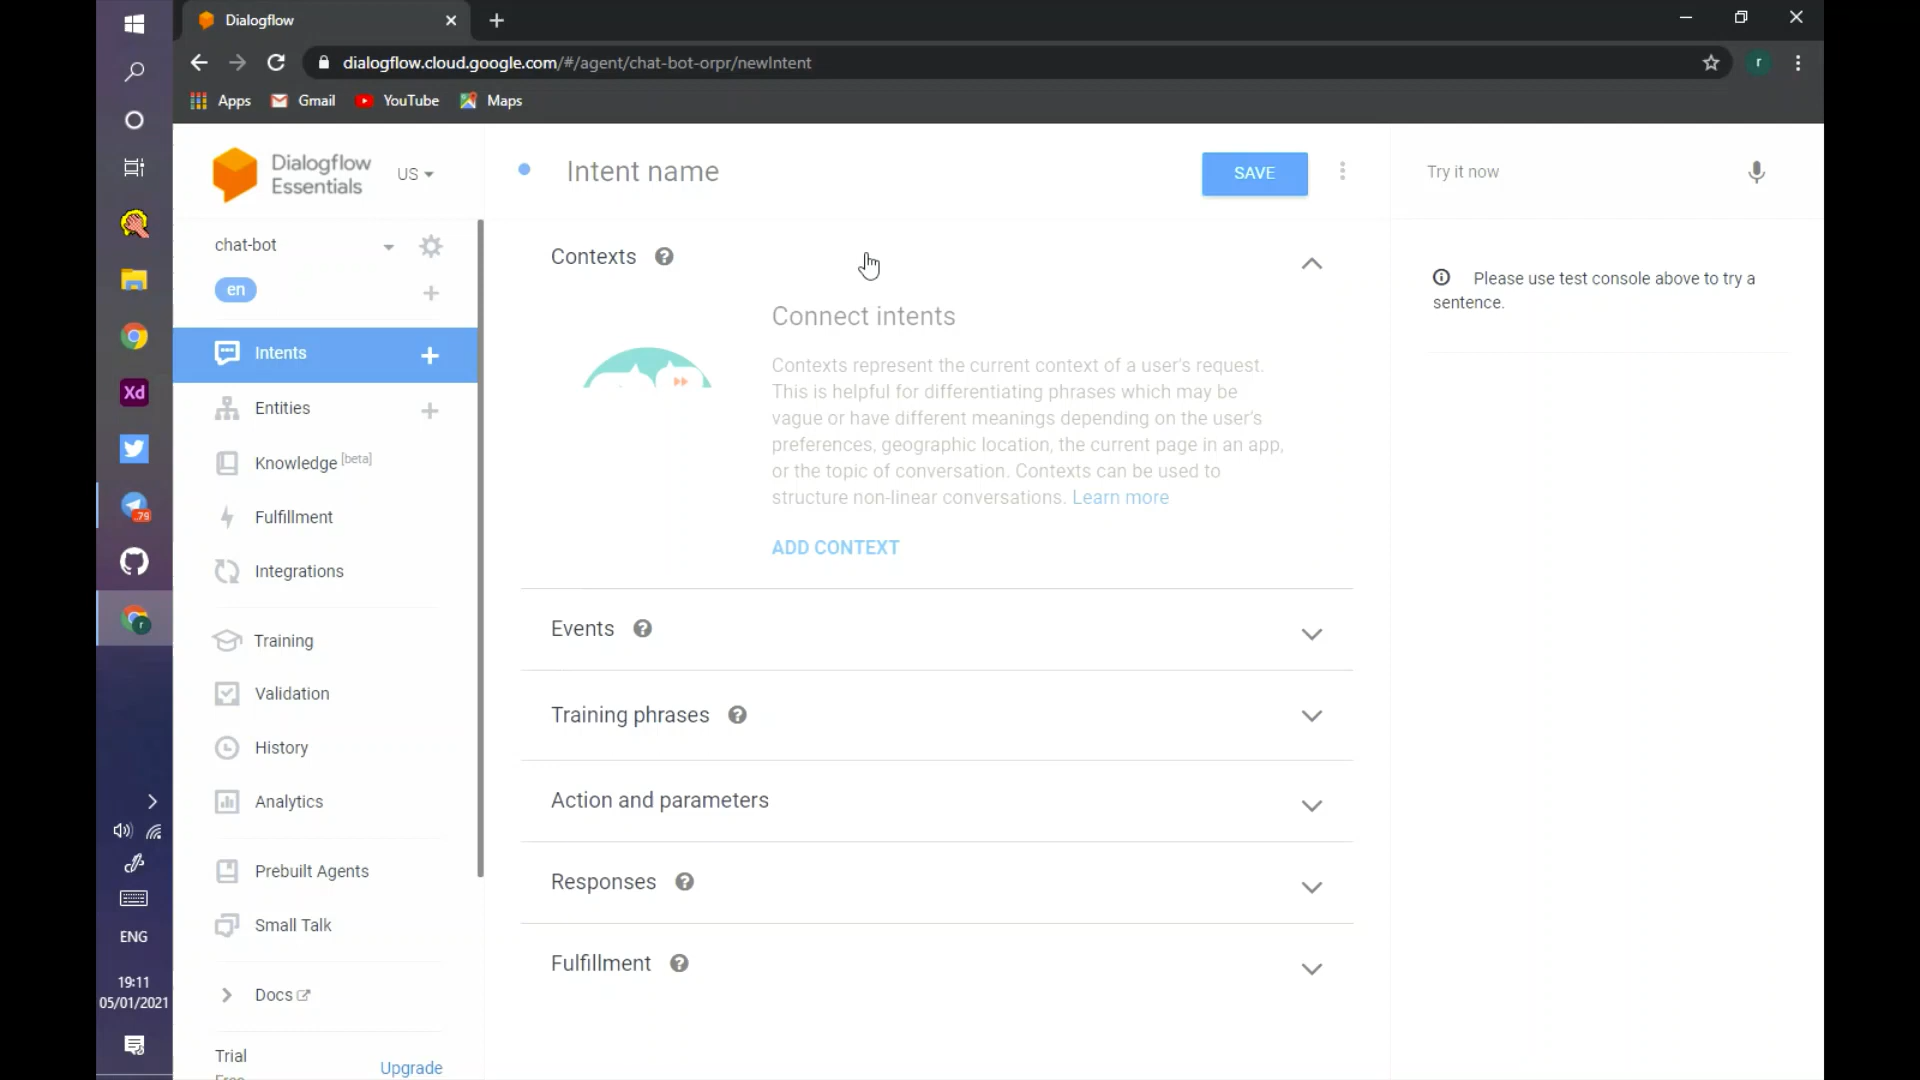 Dialogflow
dialogflow.cloud.google.com/#/agent/chat-bot-orpr/newIntent
r
Apps
Gmail
YouTube
Maps
Dialogflow
Essentials
US
Intent name
SAVE
Try it now
chat-bot
en
Contexts
Please use test console above to try a
sentence.
Connect intents
Contexts represent the current context of a user's request.
This is helpful for differentiating phrases which may be
vague or have different meanings depending on the user's
preferences, geographic location, the current page in an app,
or the topic of conversation. Contexts can be used to
structure non-linear conversations. Learn more
ADD CONTEXT
Intents
Entities
Knowledge [beta]
Fulfillment
Integrations
Training
Validation
History
Analytics
Prebuilt Agents
Small Talk
Docs
Trial
Free
Upgrade
Events
Training phrases
Action and parameters
Responses
Fulfillment
Xd
..79
r
ENG
19:11
05/01/2021